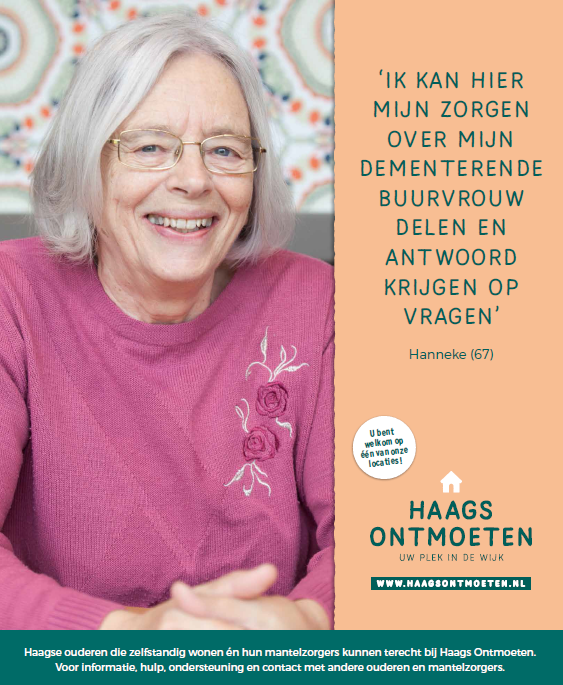 ‘IK KAN HIER
MIJN ZORGEN
OVER MIJN
DEMENTERENDE
BUURVROUW
DELEN EN
ANTWOORD
KRIJGEN OP
VRAGEN’
Hanneke (67)
U bent
welkom op
één van onze
locaties!
HAAGS
ONTMOETEN
UW PLEK IN DE WIJK
WWW.HAAGSONTMOETEN.NL
Haagse ouderen die zelfstandig wonen én hun mantelzorgers kunnen terecht bij Haags Ontmoeten.
Voor informatie, hulp, ondersteuning en contact met andere ouderen en mantelzorgers.